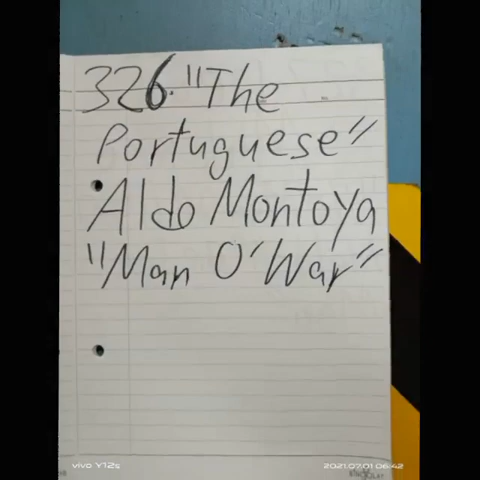 326. "The
Portuguese"
Aldo Montoya
"Man O'War"
vivo Y12s
2021.07.01 06:42